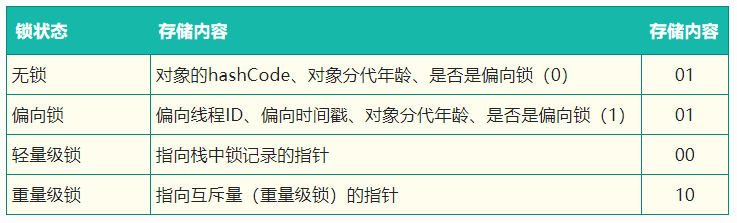 锁状态 存储内容 存储内容
无锁 对象的hashCode、对象分代年龄、是否是偏向锁（0） 01
偏向锁 偏向线程ID、偏向时间戳、对象分代年龄、是否是偏向锁（1） 01
轻量级锁 指向栈中锁记录的指针 00
重量级锁 指向互斥量（重量级锁）的指针 10